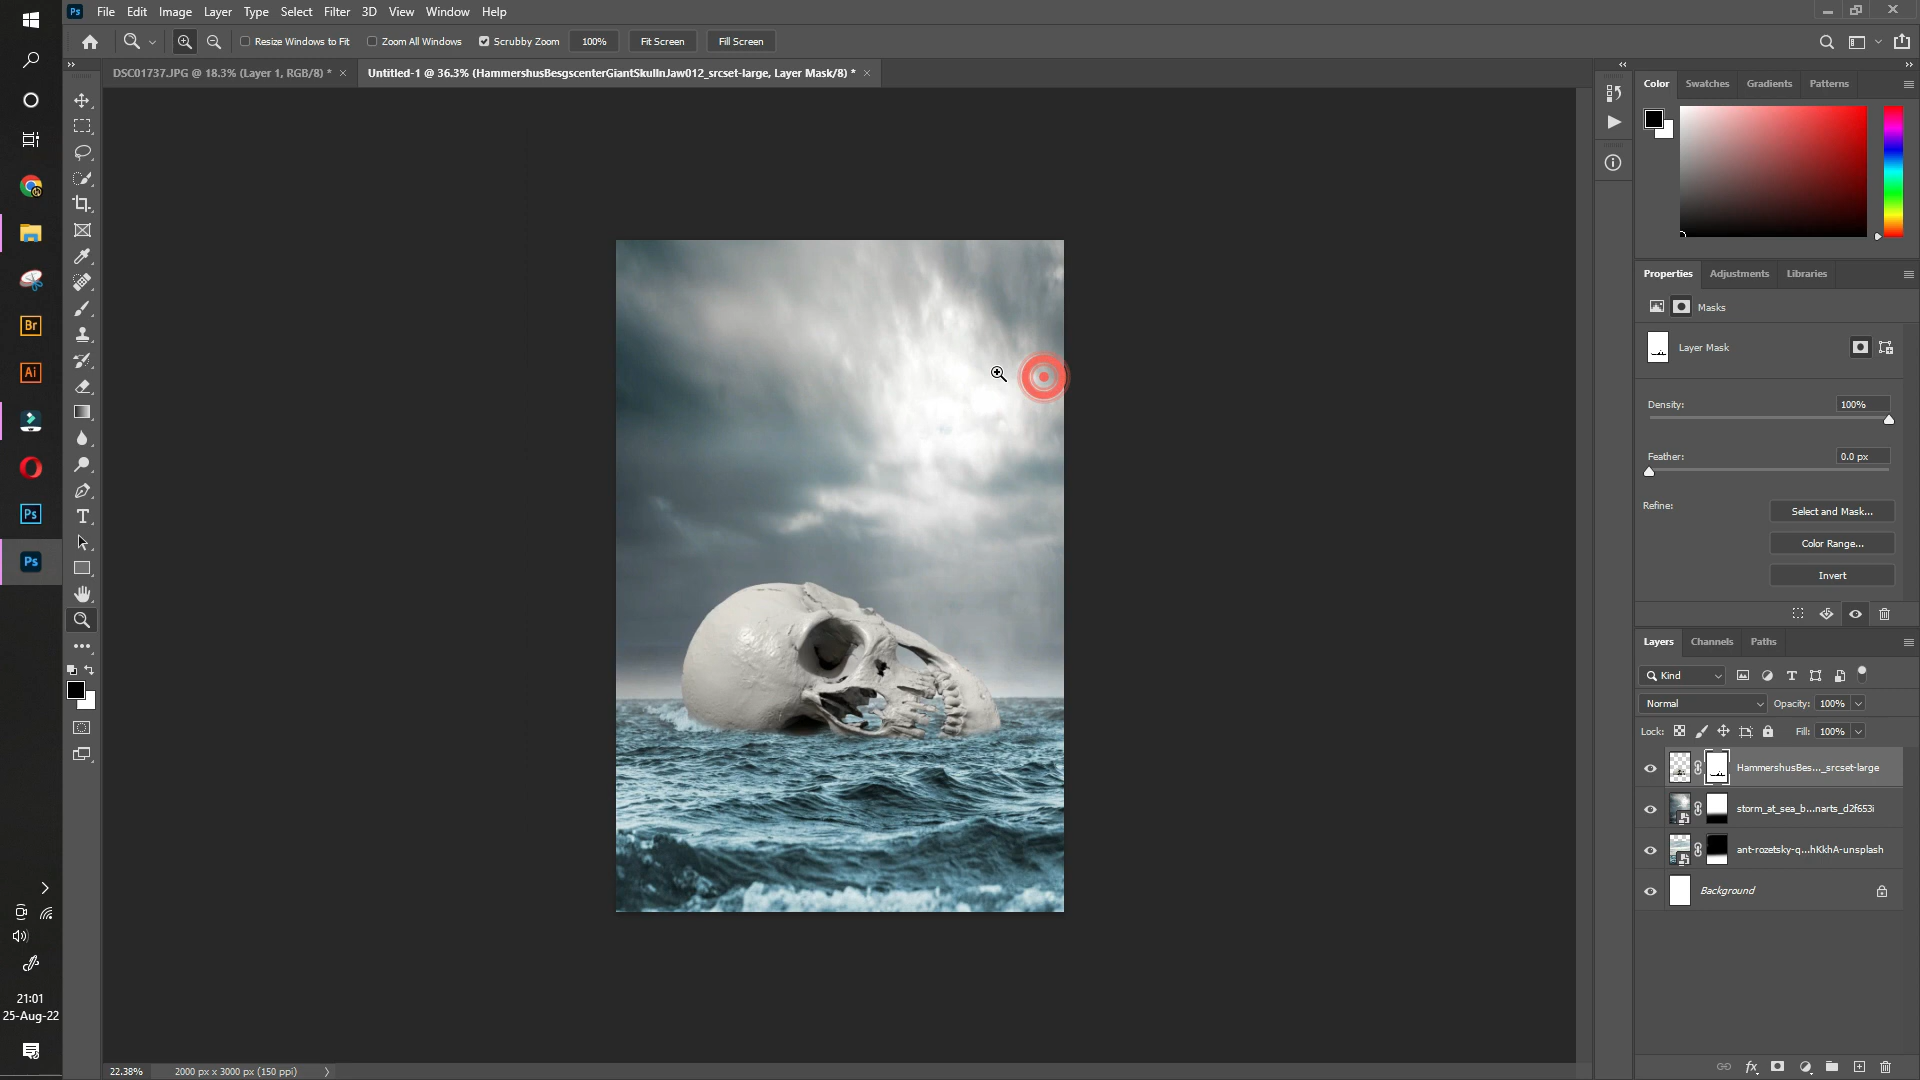 Ps File Edit Image Layer Type Select Filter 3D View Window Help
Resize Windows to Fit Zoom All Windows Scrubby Zoom 100% Fit Screen Fill Screen
DSC01737.JPG @ 18.3% (Layer 1, RGB/8) * Untitled-1 @ 36.3% (HammershusBesgscenterGiantSkullnJaw012_srcset-large, Layer Mask/8) *
Color Swatches Gradients Patterns
Properties Adjustments Libraries
Masks
Layer Mask
Density: 100%
Feather: 0.0 px
Refine:
Select and Mask...
Color Range...
Invert
Layers Channels Paths
Kind
Normal Opacity: 100%
Lock: Fill: 100%
HammershusBes..._srcset-large
storm_at_sea_b...narts_d2f653i
ant-rozetsky-q...hKkhA-unsplash
Background
Br
Ai
Ps
Ps
21:01
25-Aug-22
22.38% 2000 px x 3000 px (150 ppi)